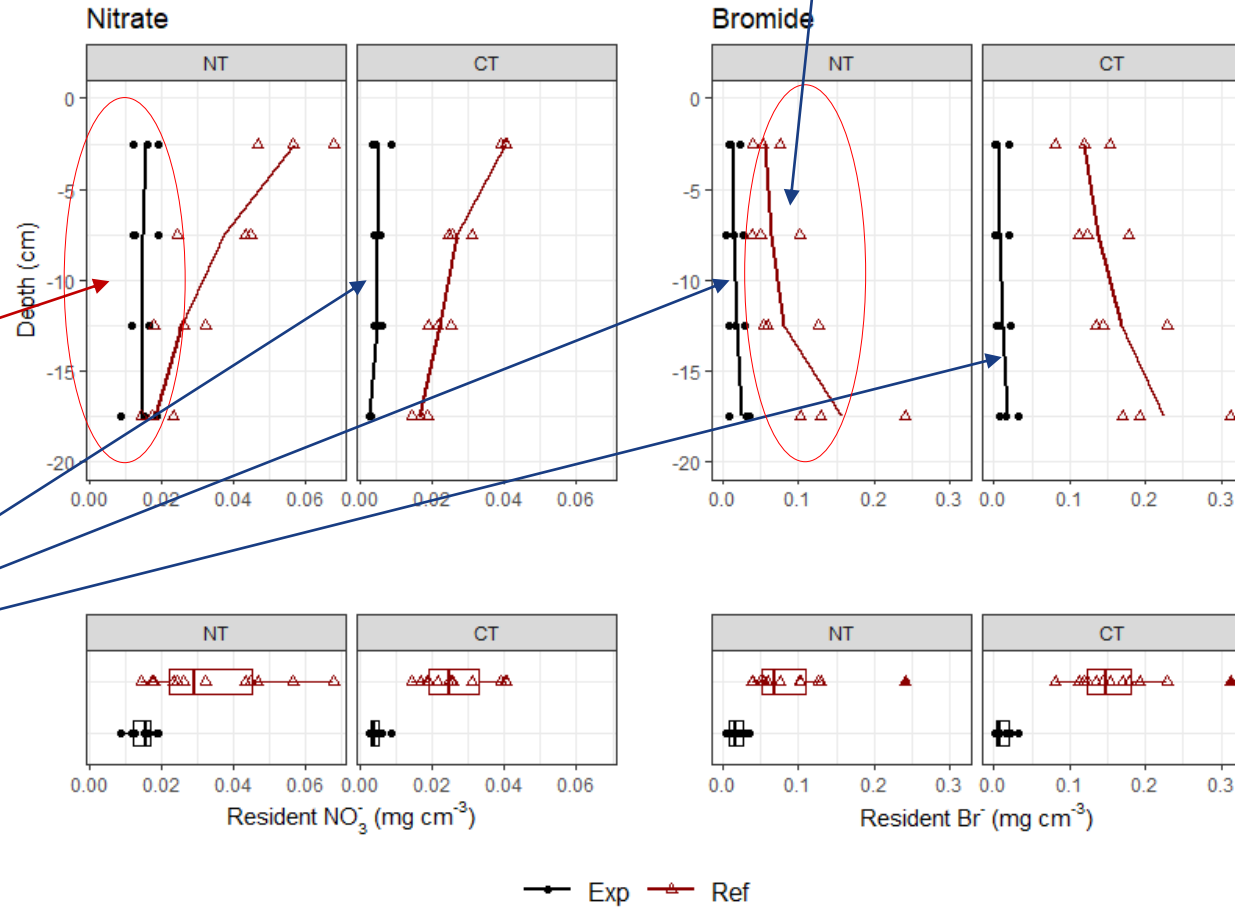 Nitrate
Bromide
NT
CT
NT
CT
Depth (cm)
0
-5
-10
-15
-20
0
-5
-10
-15
-20
0.00 0.02 0.04 0.06
0.00 0.02 0.04 0.06
0.0 0.1 0.2 0.3
0.0 0.1 0.2 0.3
NT
CT
NT
CT
0.00 0.02 0.04 0.06
0.00 0.02 0.04 0.06
0.0 0.1 0.2 0.3
0.0 0.1 0.2 0.3
Resident NO₃⁻ (mg cm⁻³)
Resident Br⁻ (mg cm⁻³)
Exp Ref